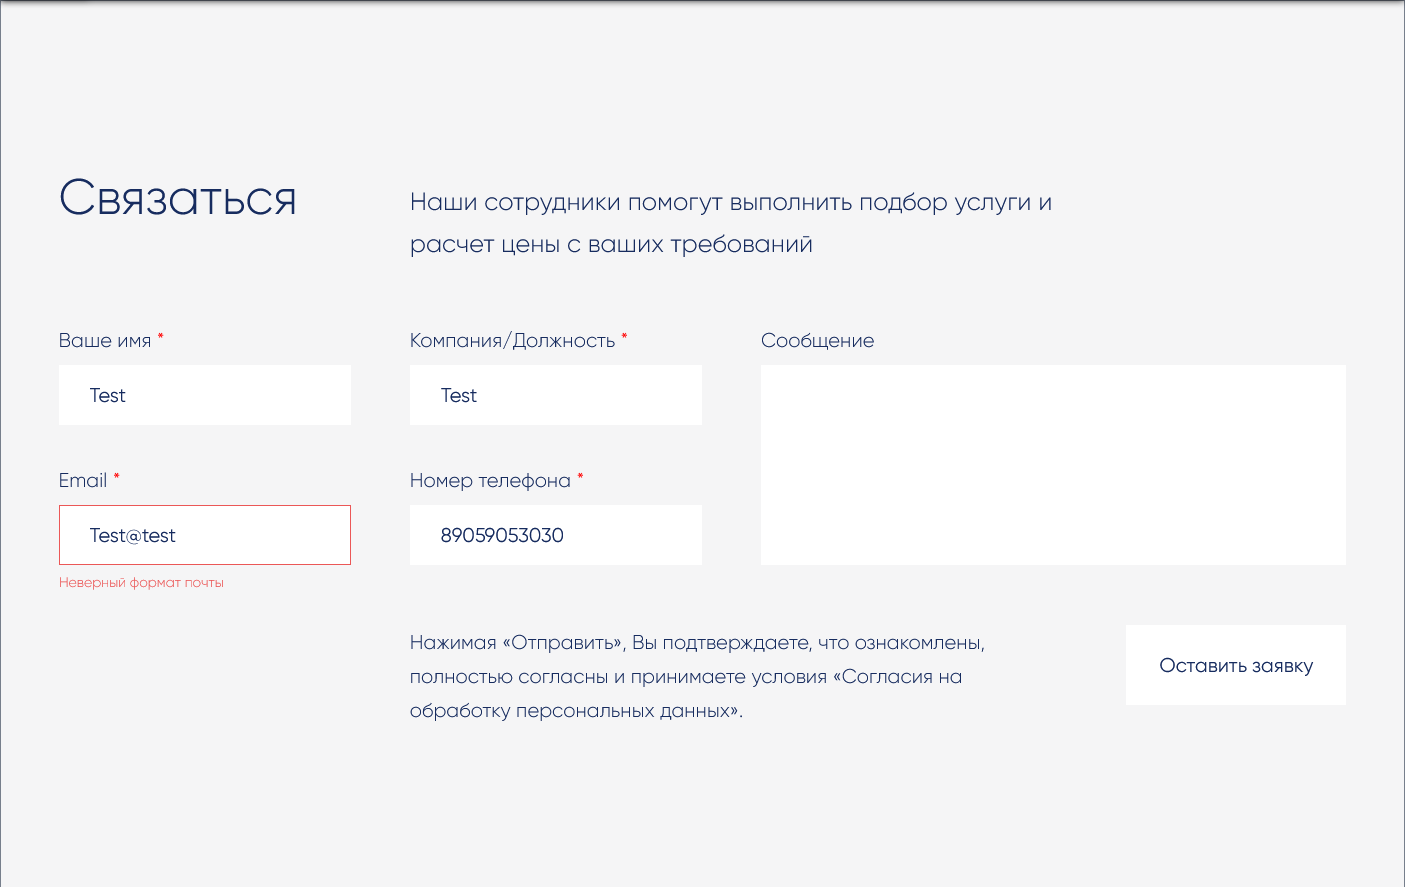 Связаться
Наши сотрудники помогут выполнить подбор услуги и
расчет цены с ваших требований
Ваше имя *
Test
Компания/Должность *
Test
Сообщение
Email *
Test@test
Неверный формат почты
Номер телефона *
89059053030
Нажимая «Отправить», Вы подтверждаете, что ознакомлены,
полностью согласны и принимаете условия «Согласия на
обработку персональных данных».
Оставить заявку